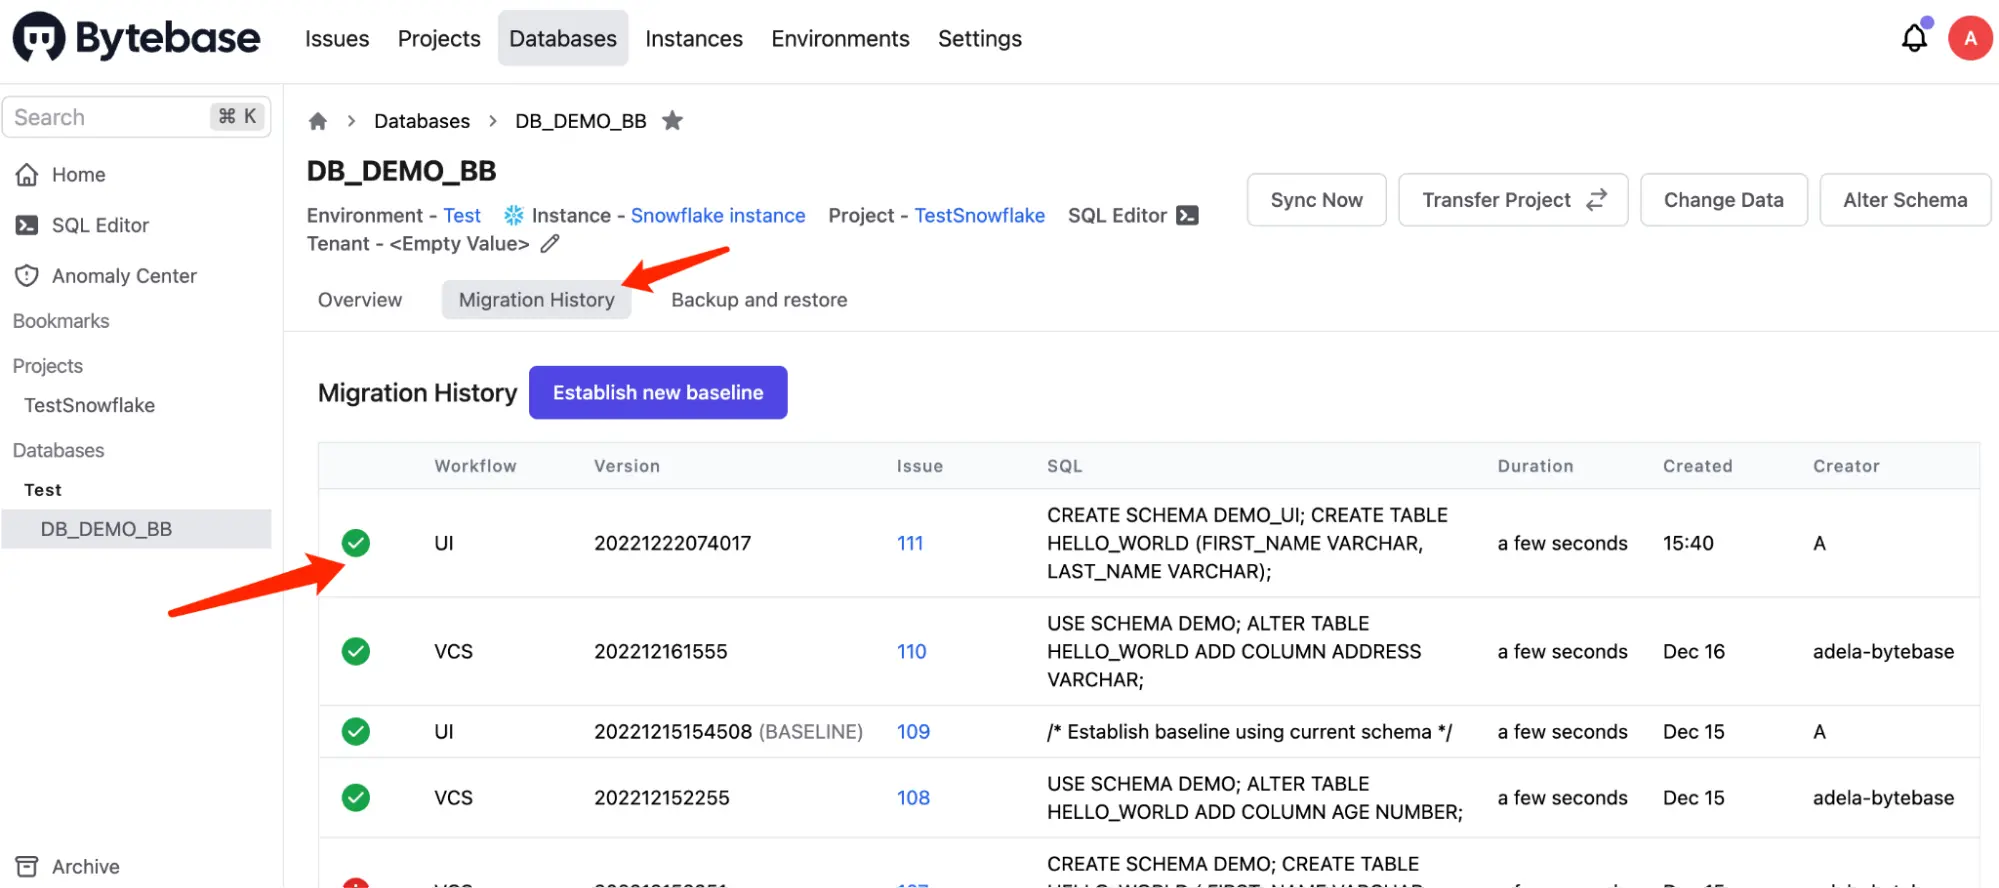 Bytebase
Issues Projects Databases Instances Environments Settings
A
Search ⌘ K
Home
SQL Editor
Anomaly Center
Bookmarks
Projects
TestSnowflake
Databases
Test
DB_DEMO_BB
Archive
Databases > DB_DEMO_BB
DB_DEMO_BB
Environment - Test Instance - Snowflake instance Project - TestSnowflake SQL Editor
Tenant - <Empty Value>
Sync Now Transfer Project Change Data Alter Schema
Overview Migration History Backup and restore
Migration History Establish new baseline
Workflow Version Issue SQL Duration Created Creator
CREATE SCHEMA DEMO_UI; CREATE TABLE
UI 20221222074017 111 HELLO_WORLD (FIRST_NAME VARCHAR, a few seconds 15:40 A
LAST_NAME VARCHAR);
USE SCHEMA DEMO; ALTER TABLE
VCS 202212161555 110 HELLO_WORLD ADD COLUMN ADDRESS a few seconds Dec 16 adela-bytebase
VARCHAR;
UI 20221215154508 (BASELINE) 109 /* Establish baseline using current schema */ a few seconds Dec 15 A
USE SCHEMA DEMO; ALTER TABLE
VCS 202212152255 108 HELLO_WORLD ADD COLUMN AGE NUMBER; a few seconds Dec 15 adela-bytebase
CREATE SCHEMA DEMO; CREATE TABLE